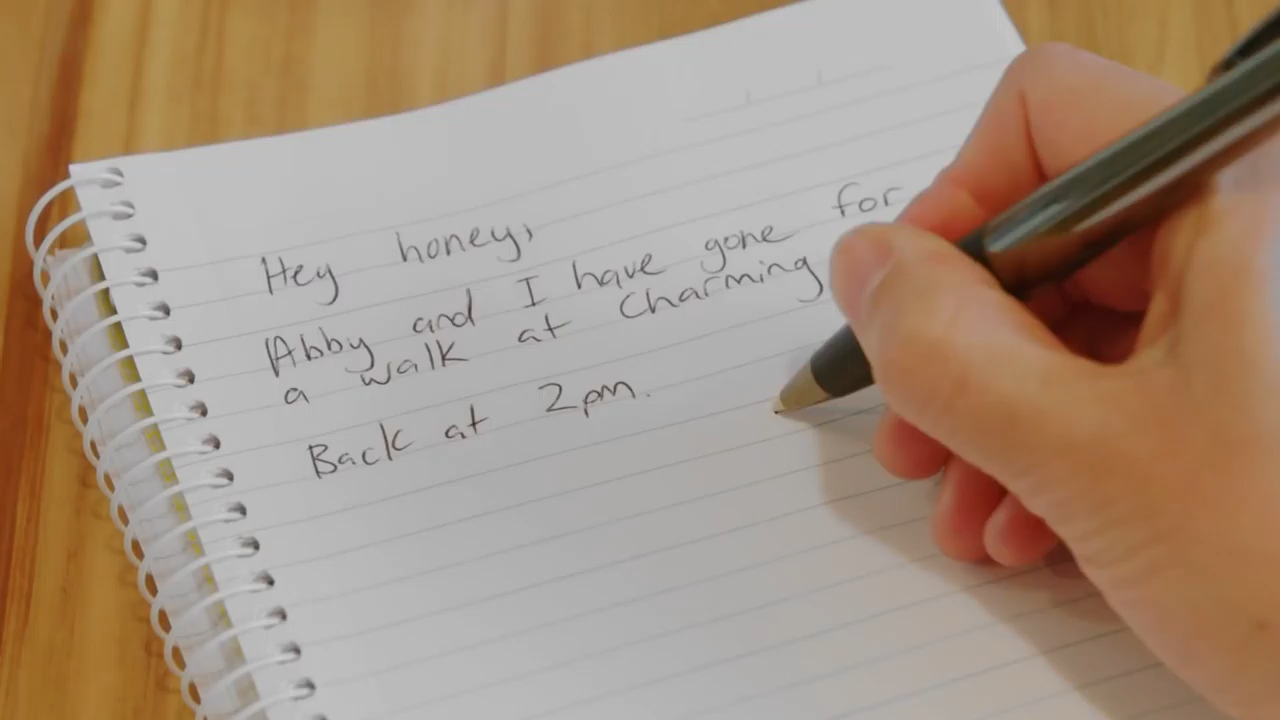 Hey honey,
Abby and I have gone for
a walk at Charming
Back at 2pm.